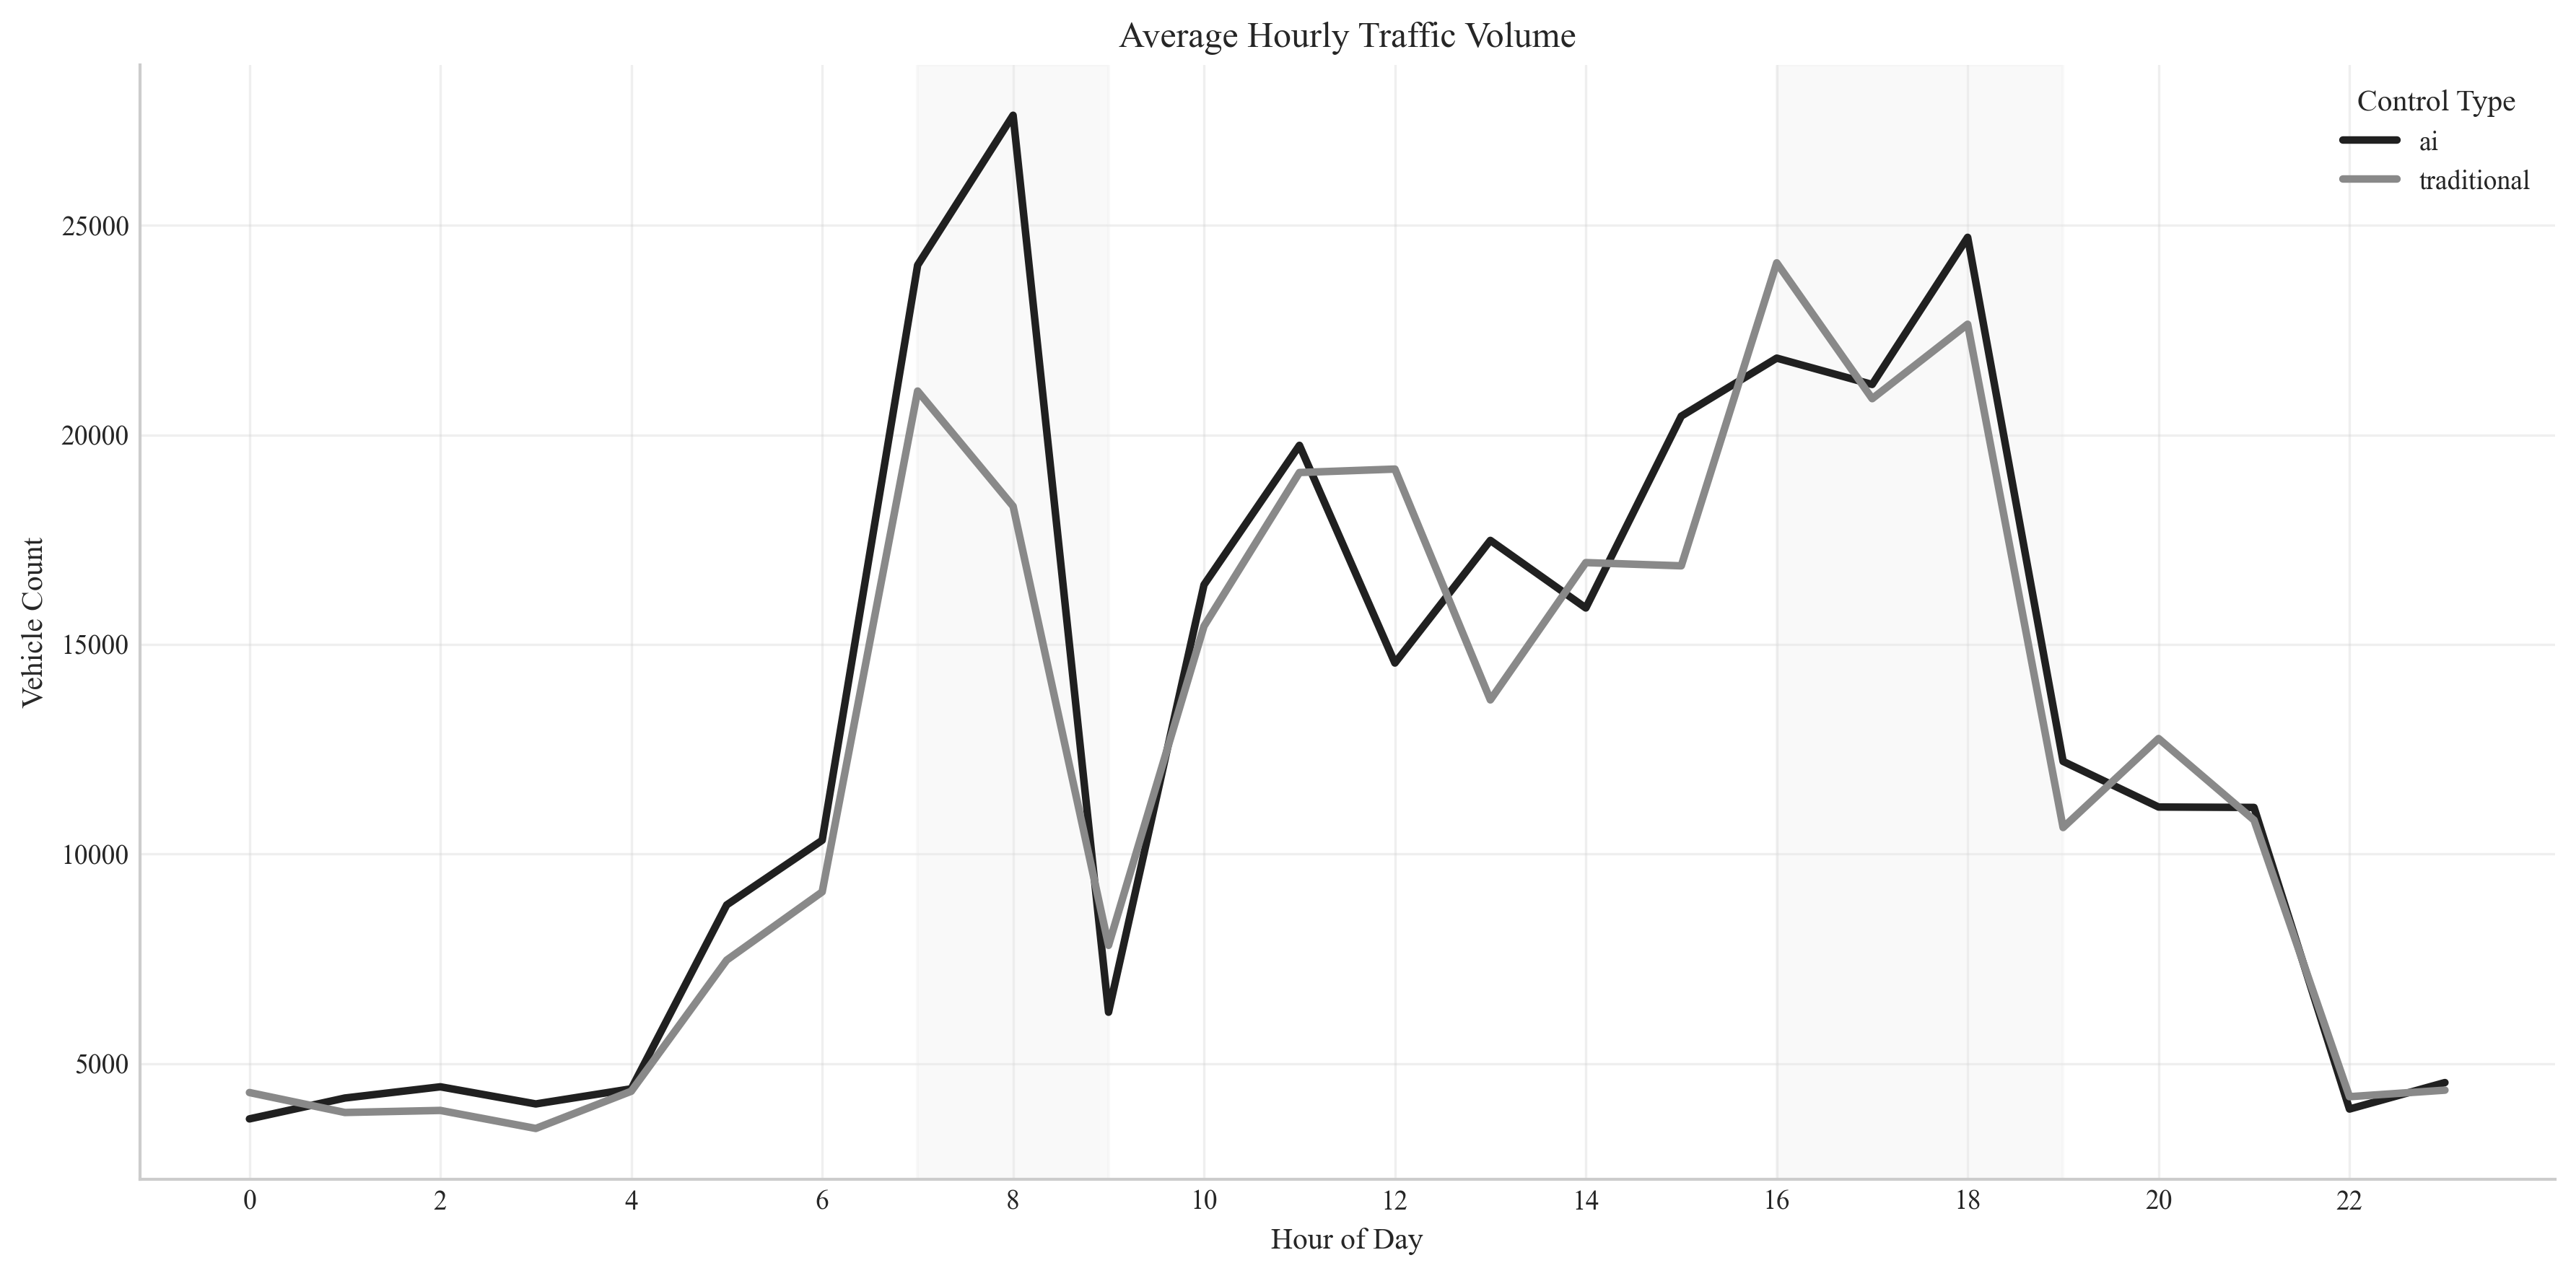 Average Hourly Traffic Volume
Control Type
ai
traditional
Vehicle Count
25000
20000
15000
10000
5000
0 2 4 6 8 10 12 14 16 18 20 22
Hour of Day